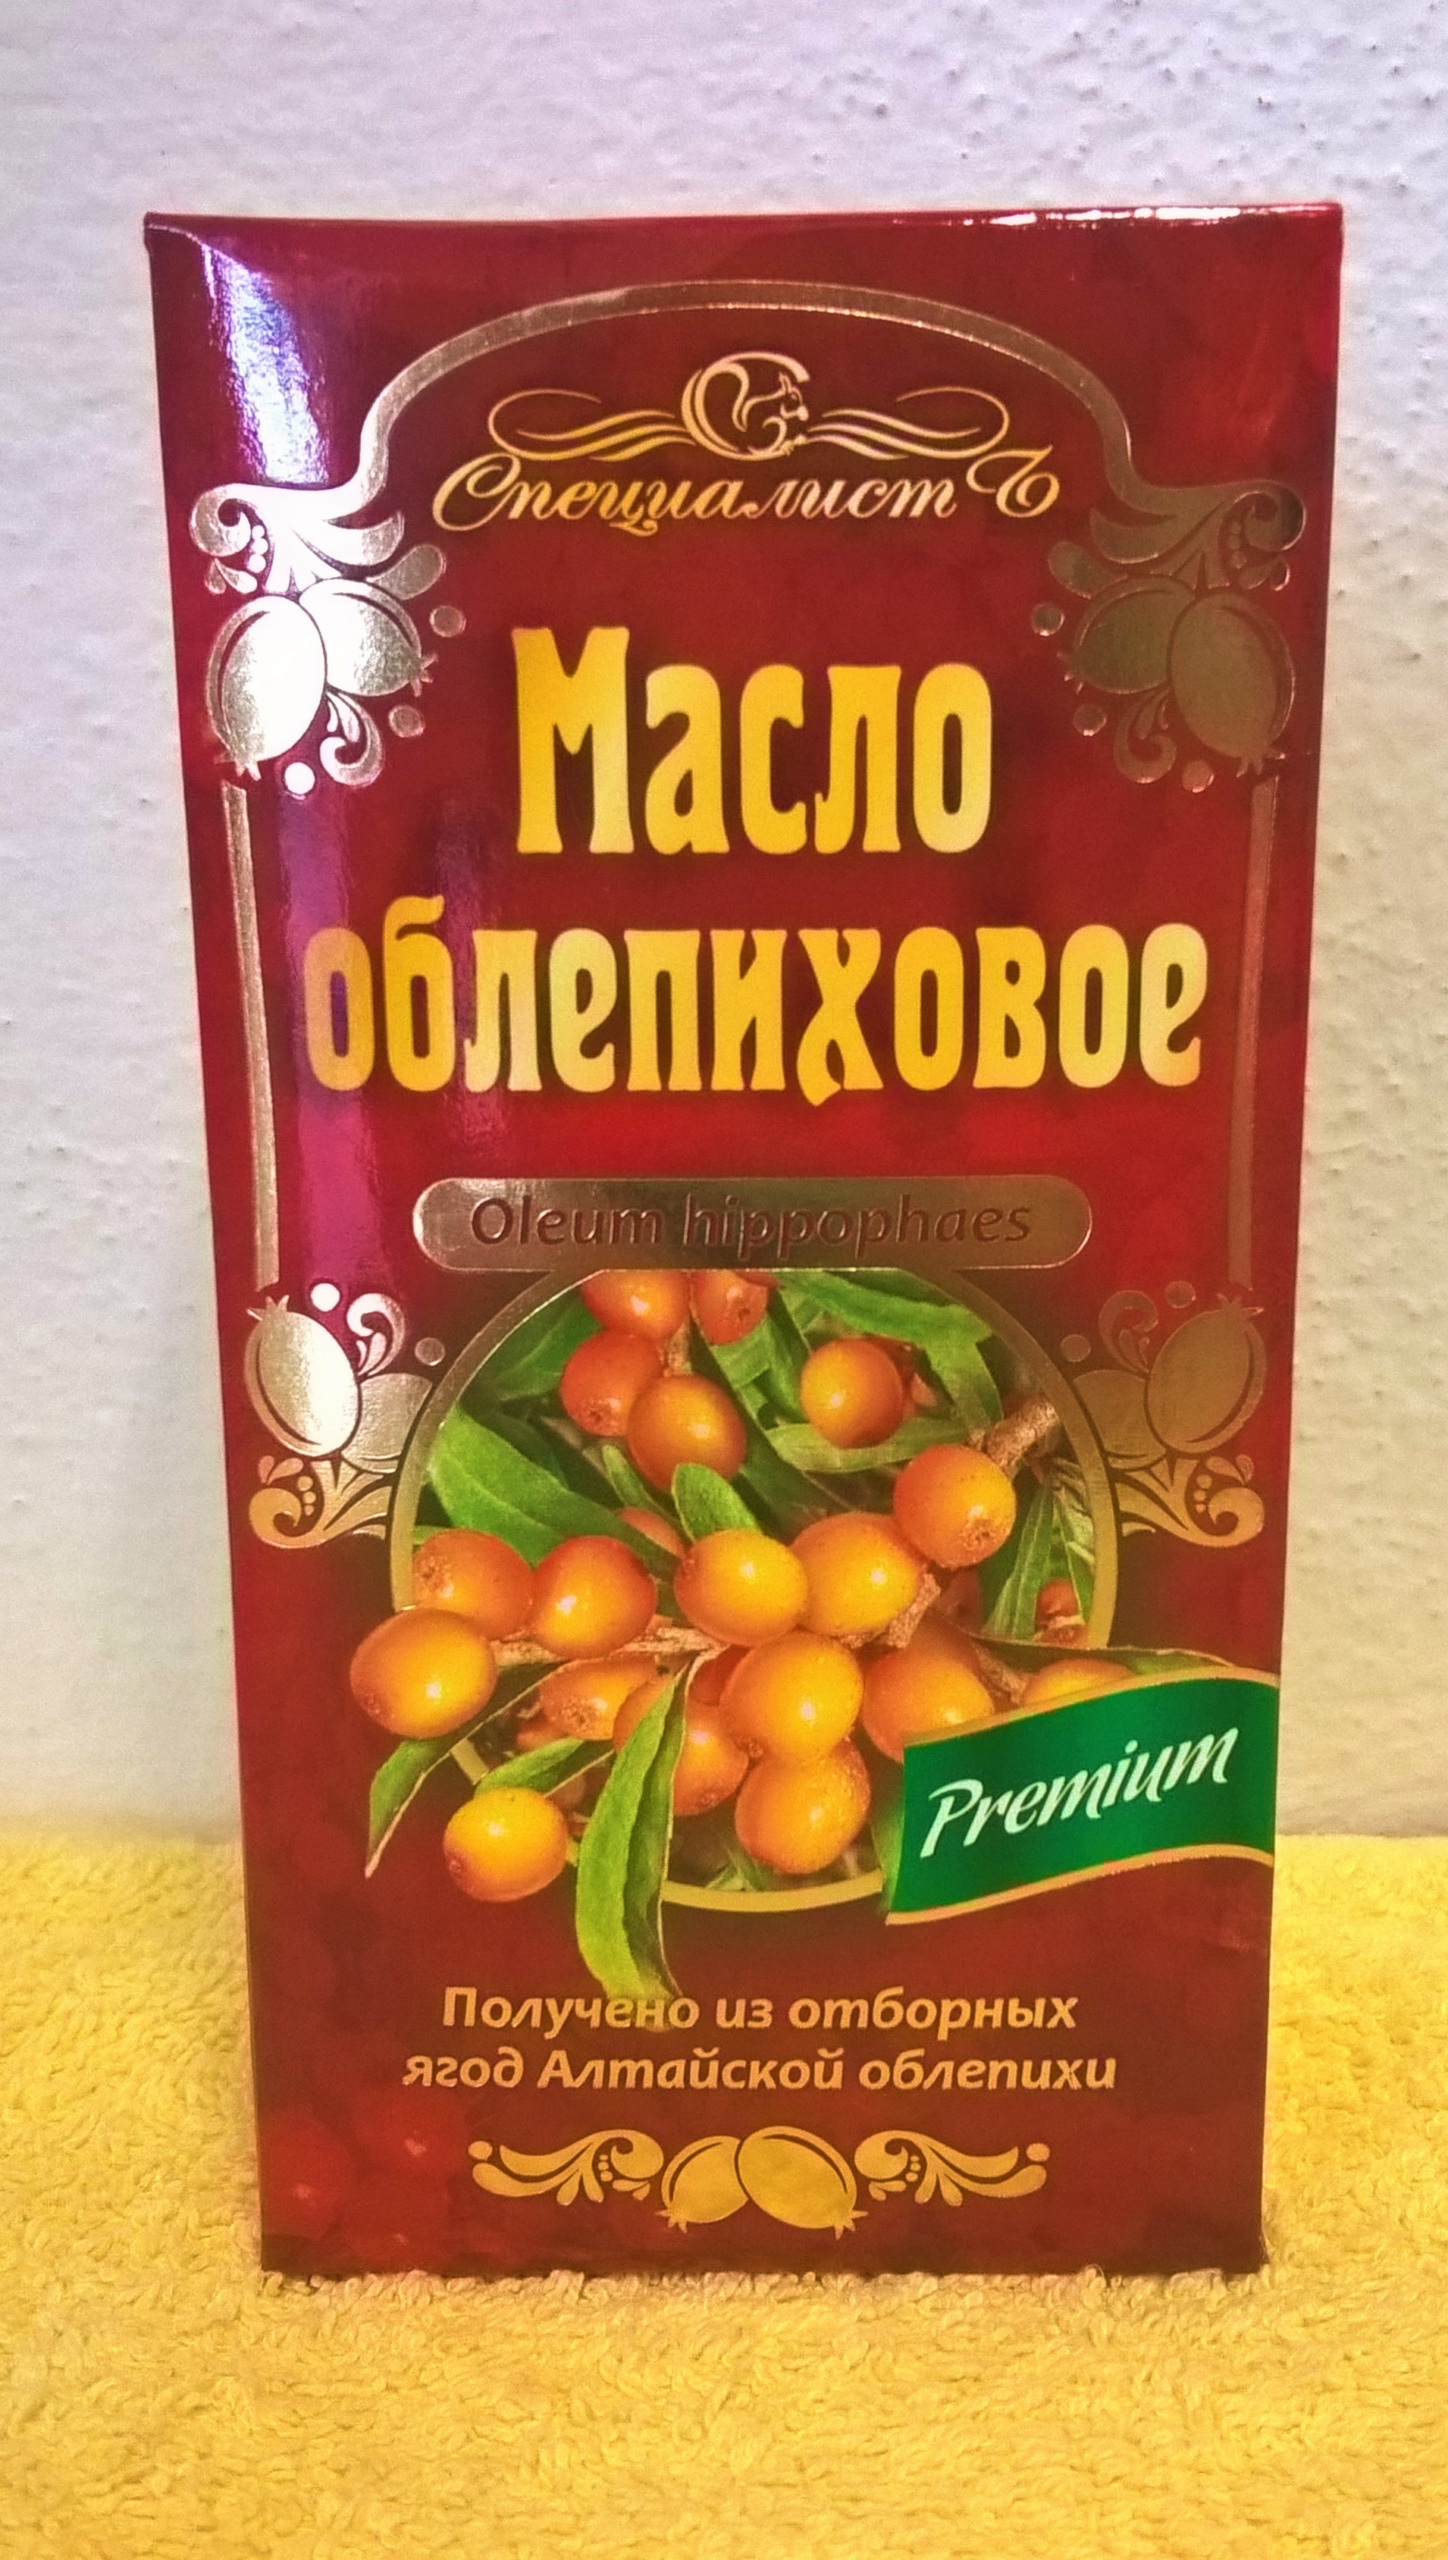 СпециалистЪ
Масло
облепиховое
Oleum hippophaes
Premium
Получено из отборных
ягод Алтайской облепихи